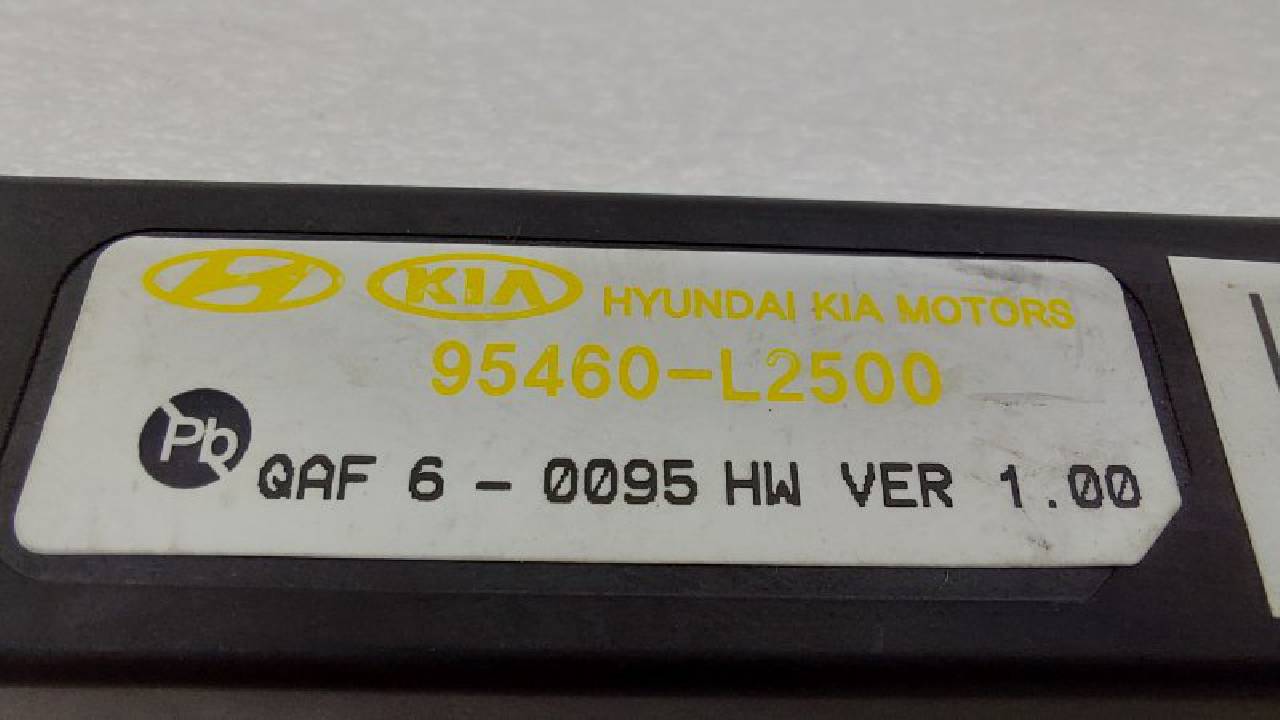 KIA HYUNDAI KIA MOTORS
95460-L2500
Pb QAF 6 - 0095 HW VER 1.00